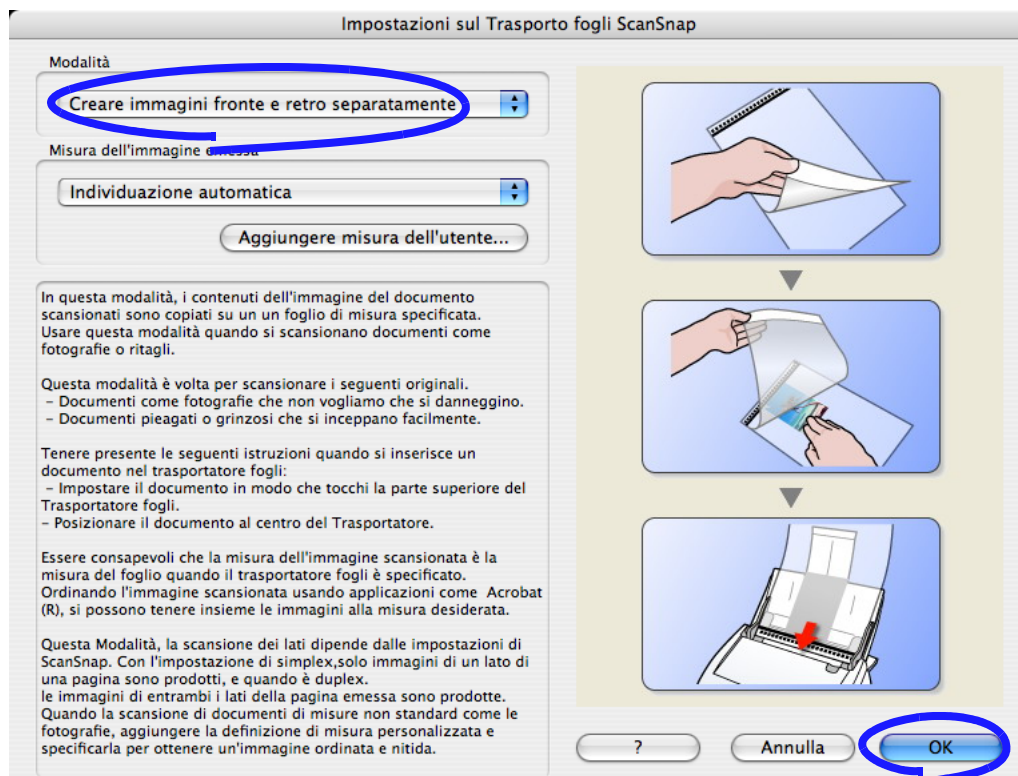 Impostazioni sul Trasporto fogli ScanSnap
Modalità
Creare immagini fronte e retro separatamente
Misura dell'immagine emessa
Individuazione automatica
Aggiungere misura dell'utente...
In questa modalità, i contenuti dell'immagine del documento
scansionati sono copiati su un un foglio di misura specificata.
Usare questa modalità quando si scansionano documenti come
fotografie o ritagli.
Questa modalità è volta per scansionare i seguenti originali.
– Documenti come fotografie che non vogliamo che si danneggino.
– Documenti pieagati o grinzosi che si inceppano facilmente.
Tenere presente le seguenti istruzioni quando si inserisce un
documento nel trasportatore fogli:
– Impostare il documento in modo che tocchi la parte superiore del
Trasportatore fogli.
– Posizionare il documento al centro del Trasportatore.
Essere consapevoli che la misura dell'immagine scansionata è la
misura del foglio quando il trasportatore fogli è specificato.
Ordinando l'immagine scansionata usando applicazioni come Acrobat
(R), si possono tenere insieme le immagini alla misura desiderata.
Questa Modalità, la scansione dei lati dipende dalle impostazioni di
ScanSnap. Con l'impostazione di simplex,solo immagini di un lato di
una pagina sono prodotti, e quando è duplex.
le immagini di entrambi i lati della pagina emessa sono prodotte.
Quando la scansione di documenti di misure non standard come le
fotografie, aggiungere la definizione di misura personalizzata e
specificarla per ottenere un'immagine ordinata e nitida.
?
Annulla
OK